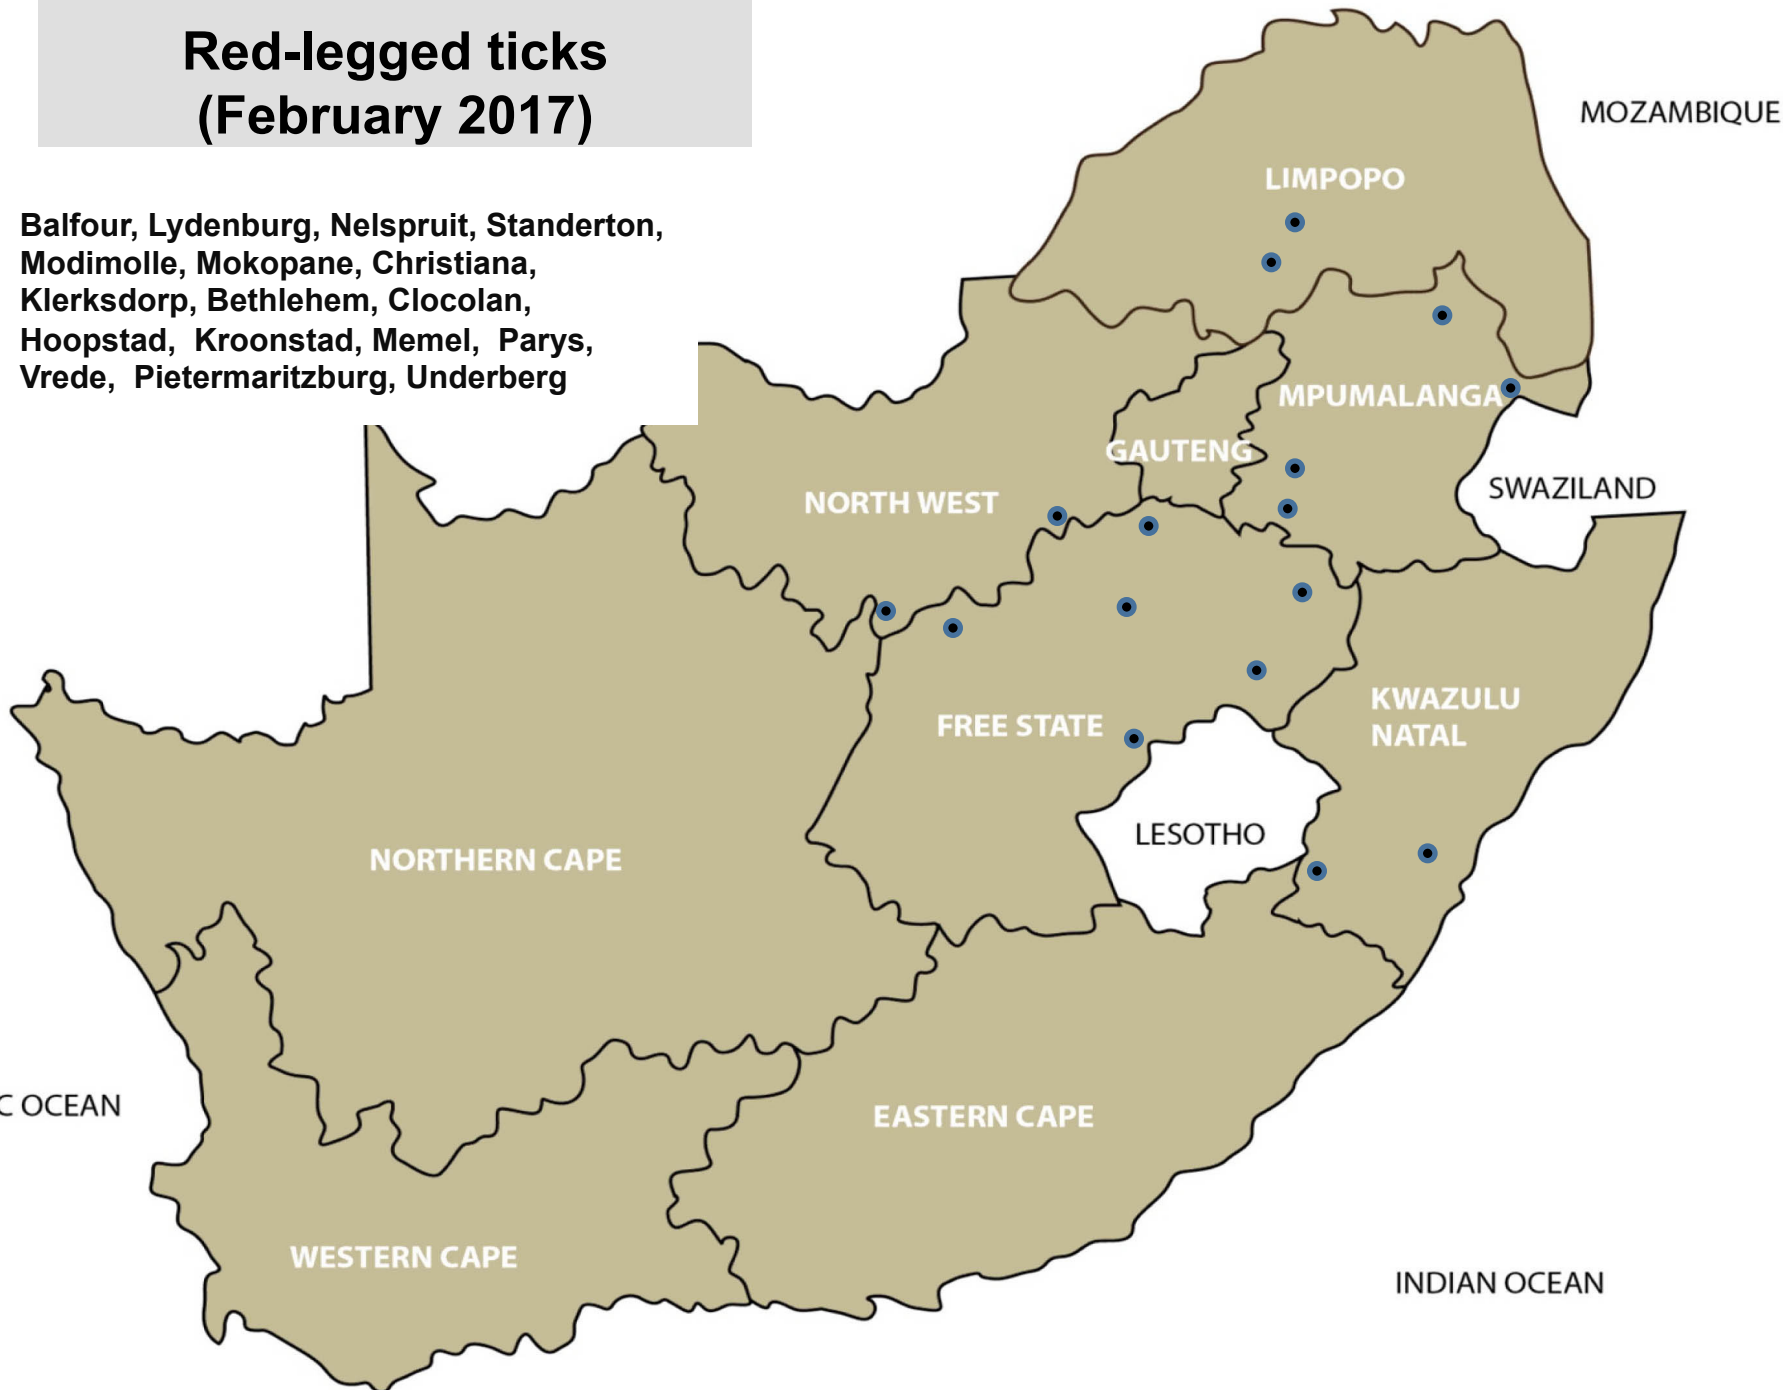 Red-legged ticks
(February 2017)
Balfour, Lydenburg, Nelspruit, Standerton,
Modimolle, Mokopane, Christiana,
Klerksdorp, Bethlehem, Clocolan,
Hoopstad, Kroonstad, Memel, Parys,
Vrede, Pietermaritzburg, Underberg
MOZAMBIQUE
LIMPOPO
MPUMALANGA
GAUTENG
SWAZILAND
NORTH WEST
KWAZULU
NATAL
FREE STATE
LESOTHO
NORTHERN CAPE
C OCEAN
EASTERN CAPE
WESTERN CAPE
INDIAN OCEAN